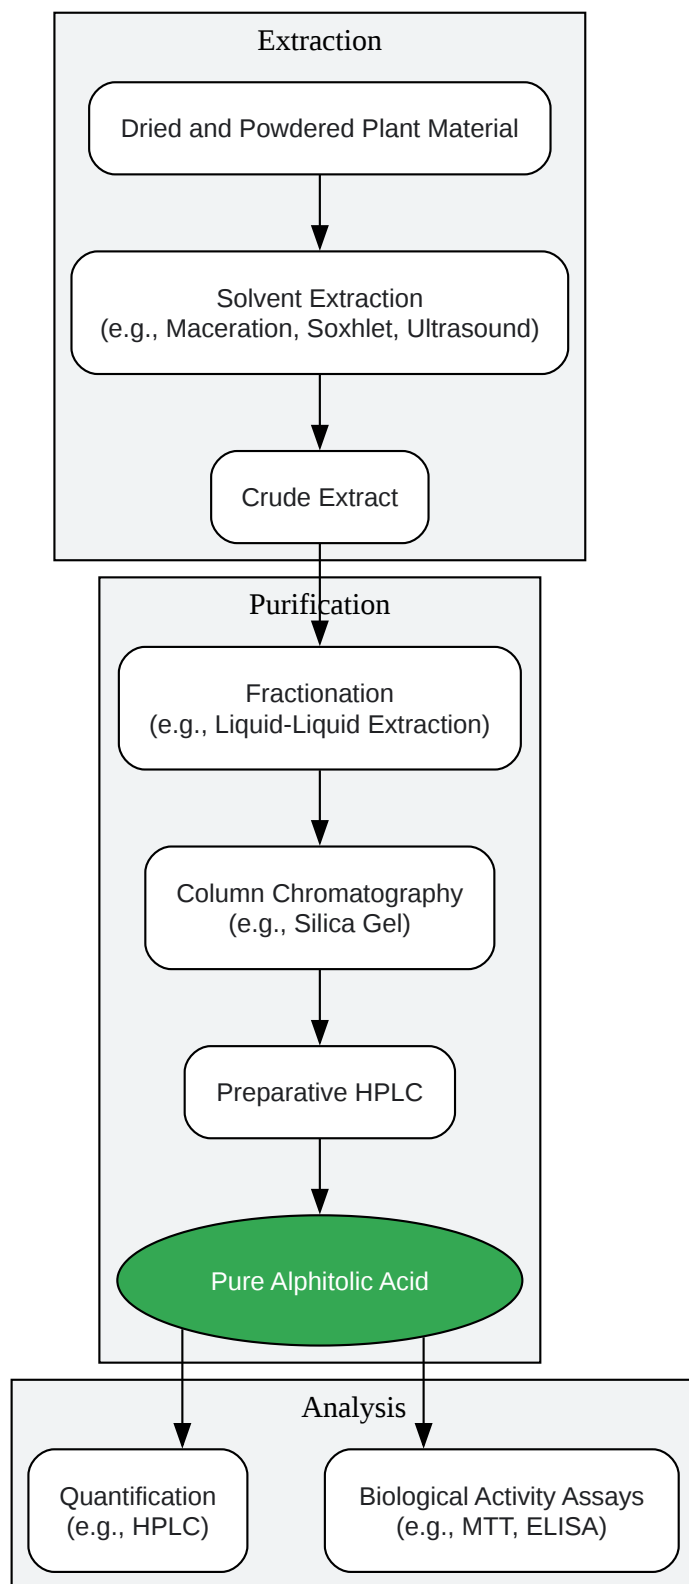 Extraction
Dried and Powdered Plant Material
Solvent Extraction
(e.g., Maceration, Soxhlet, Ultrasound)
Crude Extract
Purification
Fractionation
(e.g., Liquid-Liquid Extraction)
Column Chromatography
(e.g., Silica Gel)
Preparative HPLC
Pure Alphitolic Acid
Analysis
Quantification
(e.g., HPLC)
Biological Activity Assays
(e.g., MTT, ELISA)